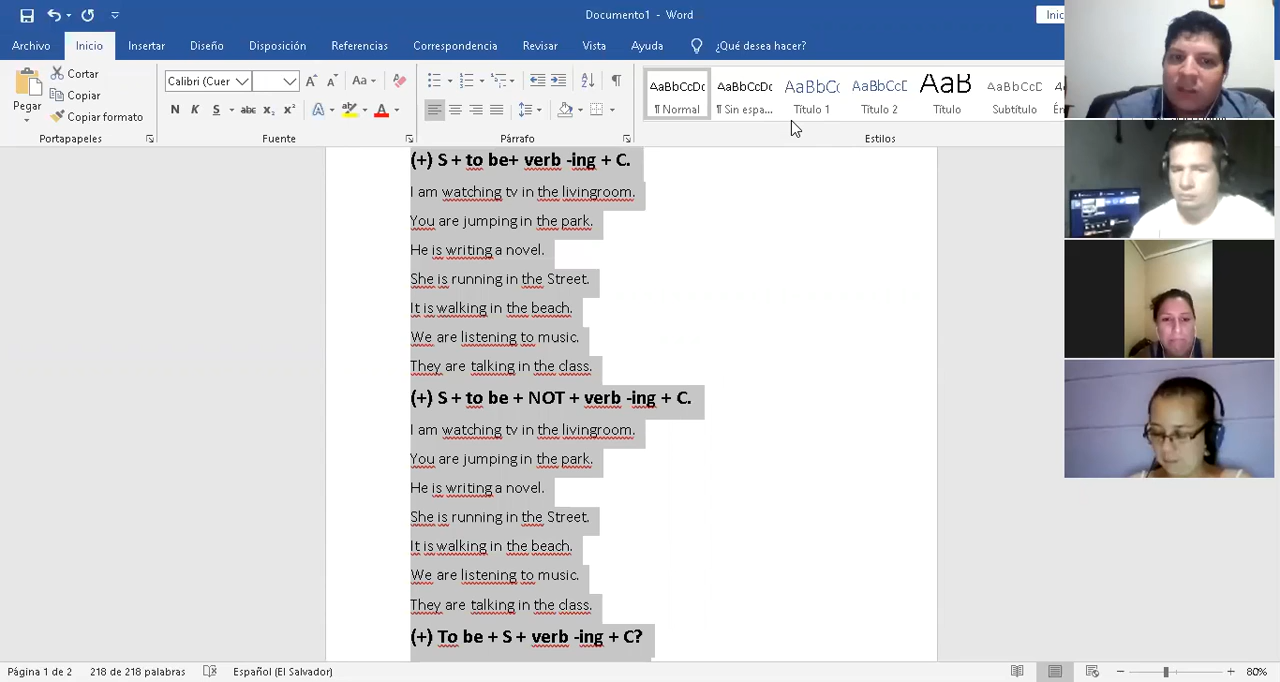 Documento1 - Word
Inic
Archivo Inicio Insertar Diseño Disposición Referencias Correspondencia Revisar Vista Ayuda ¿Qué desea hacer?
Pegar
Cortar
Copiar
Copiar formato
Portapapeles
Calibri (Cuer
N K S abc x₂ x²
Aa
Fuente
Párrafo
AaBbCcDc AaBbCcDc AaBbCc AaBbCcD AaB AaBbCcD
¶ Normal ¶ Sin espa... Título 1 Título 2 Título Subtítulo
Estilos
(+) S + to be+ verb -ing + C.
I am watching tv in the livingroom.
You are jumping in the park.
He is writing a novel.
She is running in the Street.
It is walking in the beach.
We are listening to music.
They are talking in the class.
(+) S + to be + NOT + verb -ing + C.
I am watching tv in the livingroom.
You are jumping in the park.
He is writing a novel.
She is running in the Street.
It is walking in the beach.
We are listening to music.
They are talking in the class.
(+) To be + S + verb -ing + C?
Página 1 de 2 218 de 218 palabras Español (El Salvador) 80%